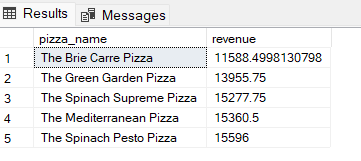 Results Messages
pizza_name revenue
1 The Brie Carre Pizza 11588.4998130798
2 The Green Garden Pizza 13955.75
3 The Spinach Supreme Pizza 15277.75
4 The Mediterranean Pizza 15360.5
5 The Spinach Pesto Pizza 15596